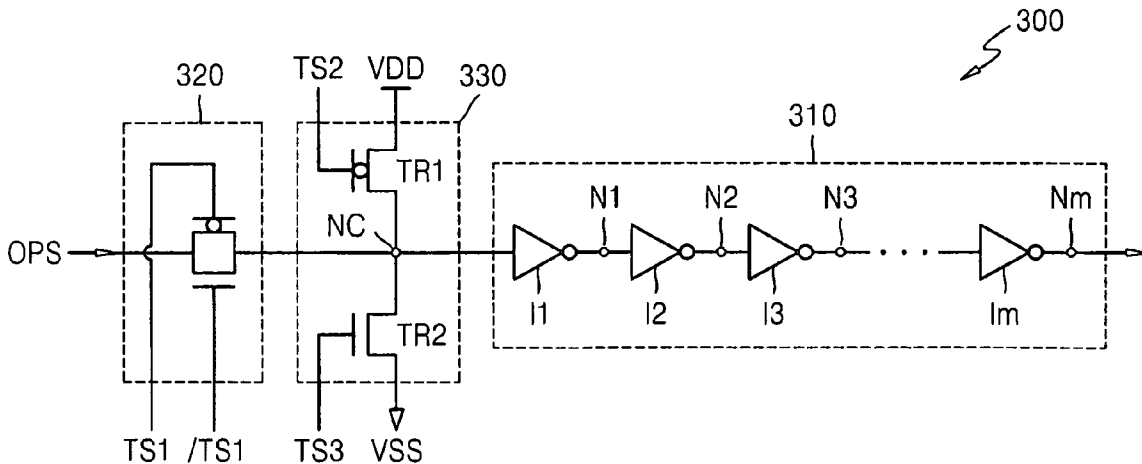 300
320
TS2 VDD 330
310
TR1
N1 N2 N3 Nm
NC
OPS
I1 I2 I3 Im
TR2
TS1 /TS1 TS3 VSS